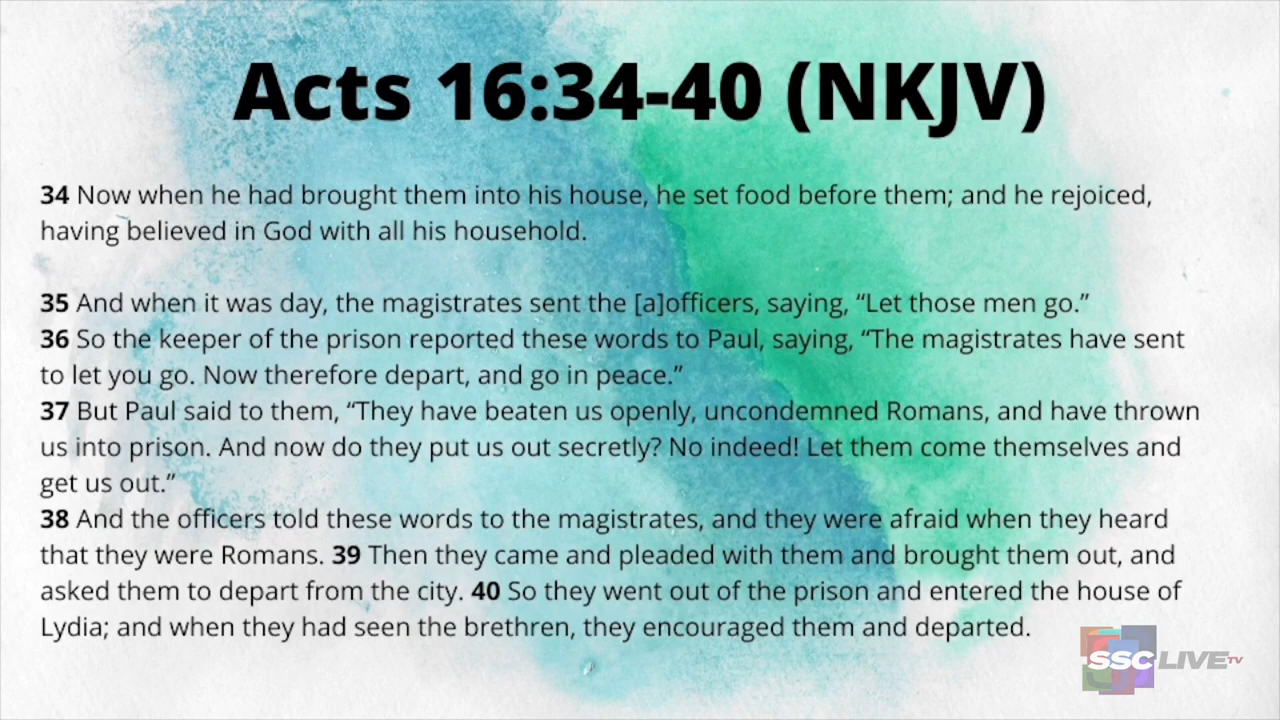 Acts 16:34-40 (NKJV)
34 Now when he had brought them into his house, he set food before them; and he rejoiced,
having believed in God with all his household.
35 And when it was day, the magistrates sent the [a]officers, saying, “Let those men go.”
36 So the keeper of the prison reported these words to Paul, saying, “The magistrates have sent
to let you go. Now therefore depart, and go in peace.”
37 But Paul said to them, “They have beaten us openly, uncondemned Romans, and have thrown
us into prison. And now do they put us out secretly? No indeed! Let them come themselves and
get us out.”
38 And the officers told these words to the magistrates, and they were afraid when they heard
that they were Romans. 39 Then they came and pleaded with them and brought them out, and
asked them to depart from the city. 40 So they went out of the prison and entered the house of
Lydia; and when they had seen the brethren, they encouraged them and departed.
SSC LIVE TV